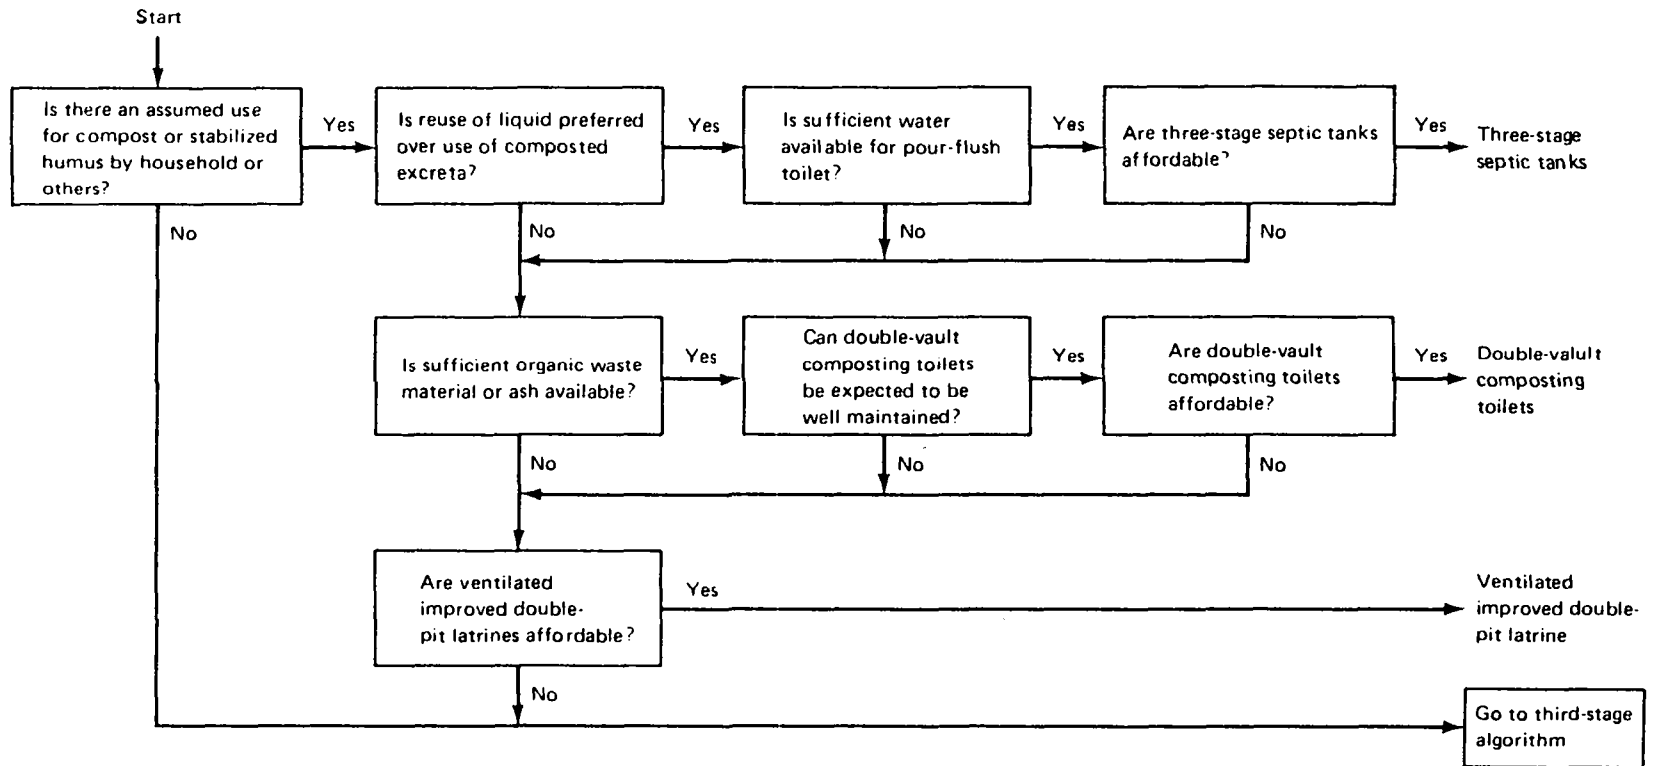 Start
Is there an assumed use
for compost or stabilized
humus by household or
others?
Yes
Is reuse of liquid preferred
over use of composted
excreta?
Yes
Is sufficient water
available for pour-flush
toilet?
Yes
Are three-stage septic tanks
affordable?
Yes
Three-stage
septic tanks
No
No
No
No
Is sufficient organic waste
material or ash available?
Yes
Can double-vault
composting toilets
be expected to be
well maintained?
Yes
Are double-vault
composting toilets
affordable?
Yes
Double-valult
composting
toilets
No
No
No
Are ventilated
improved double-
pit latrines affordable?
Yes
Ventilated
improved double-
pit latrine
No
Go to third-stage
algorithm